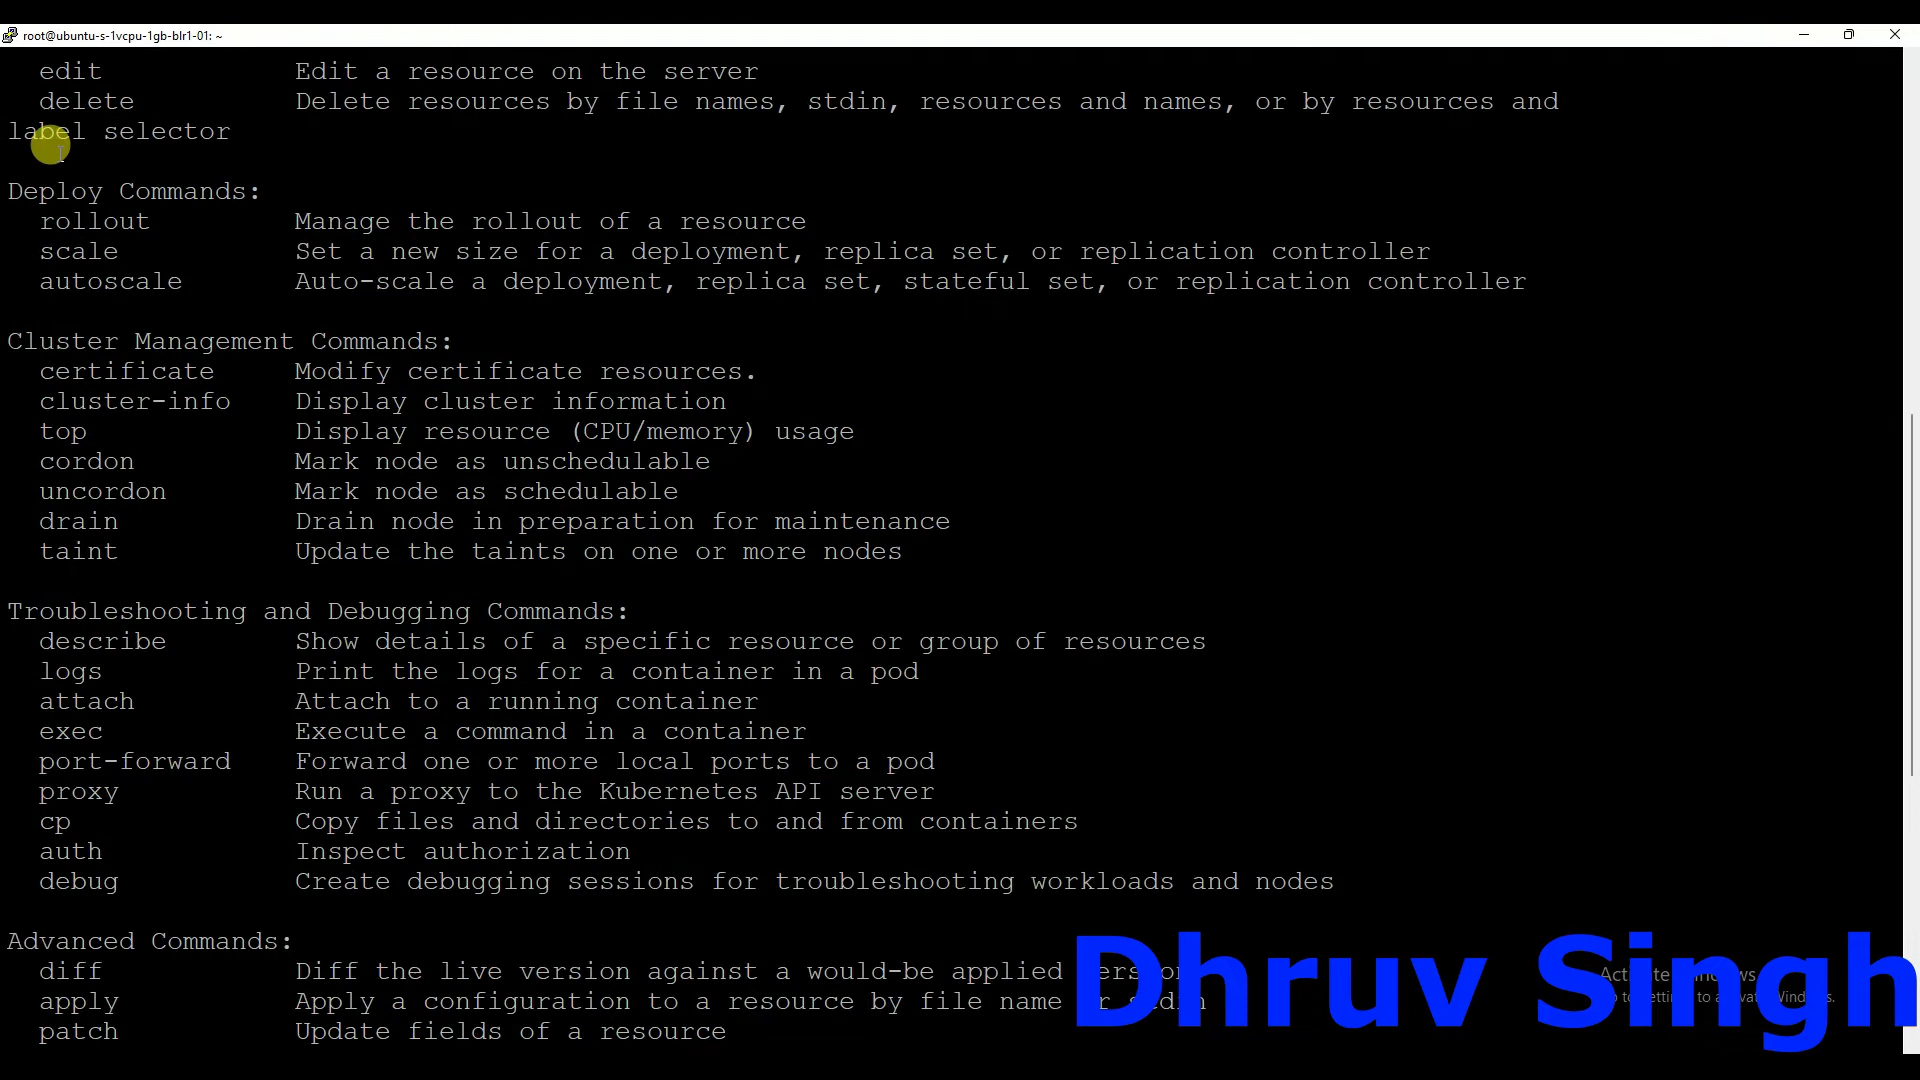 root@ubuntu-s-1vcpu-1gb-blr1-01: ~
edit Edit a resource on the server
delete Delete resources by file names, stdin, resources and names, or by resources and
label selector
Deploy Commands:
rollout Manage the rollout of a resource
scale Set a new size for a deployment, replica set, or replication controller
autoscale Auto-scale a deployment, replica set, stateful set, or replication controller
Cluster Management Commands:
certificate Modify certificate resources.
cluster-info Display cluster information
top Display resource (CPU/memory) usage
cordon Mark node as unschedulable
uncordon Mark node as schedulable
drain Drain node in preparation for maintenance
taint Update the taints on one or more nodes
Troubleshooting and Debugging Commands:
describe Show details of a specific resource or group of resources
logs Print the logs for a container in a pod
attach Attach to a running container
exec Execute a command in a container
port-forward Forward one or more local ports to a pod
proxy Run a proxy to the Kubernetes API server
cp Copy files and directories to and from containers
auth Inspect authorization
debug Create debugging sessions for troubleshooting workloads and nodes
Advanced Commands:
diff Diff the live version against a would-be applied version
apply Apply a configuration to a resource by file name or stdin
patch Update fields of a resource
Dhruv Singh